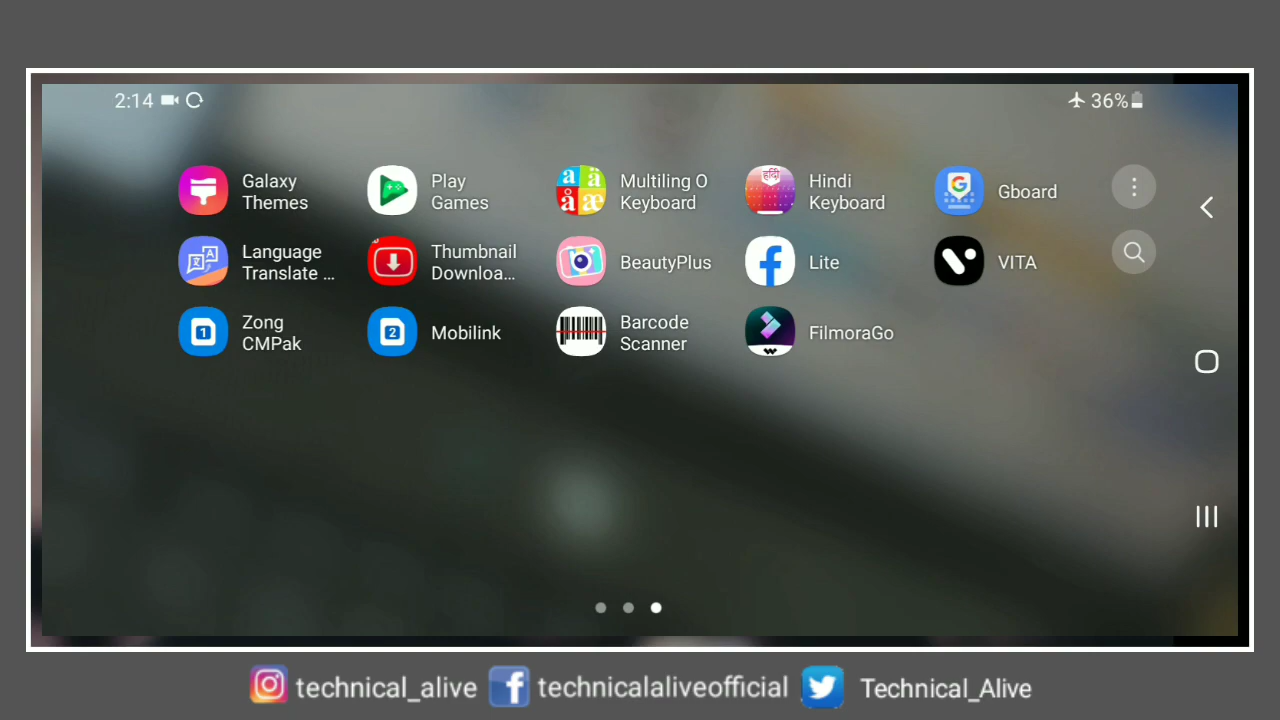 2:14
36%
Galaxy
Themes
Play
Games
Multiling O
Keyboard
Hindi
Keyboard
Gboard
Language
Translate ...
Thumbnail
Downloa...
BeautyPlus
Lite
VITA
Zong
CMPak
Mobilink
Barcode
Scanner
FilmoraGo
technical_alive
technicalaliveofficial
Technical_Alive